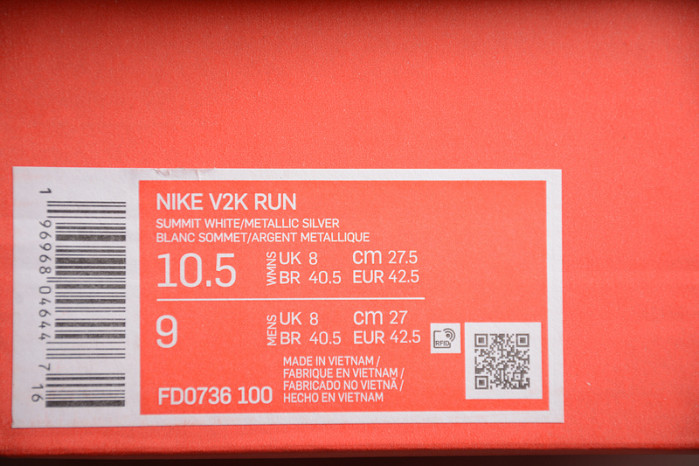 NIKE V2K RUN
SUMMIT WHITE/METALLIC SILVER
BLANC SOMMET/ARGENT METALLIQUE
10.5 WMNS UK 8 cm 27.5
BR 40.5 EUR 42.5
9 MENS UK 8 cm 27
BR 40.5 EUR 42.5
RFID
MADE IN VIETNAM /
FABRIQUE EN VIETNAM /
FABRICADO NO VIETNÃ /
HECHO EN VIETNAM
FD0736 100
1 96968 04644 7 16